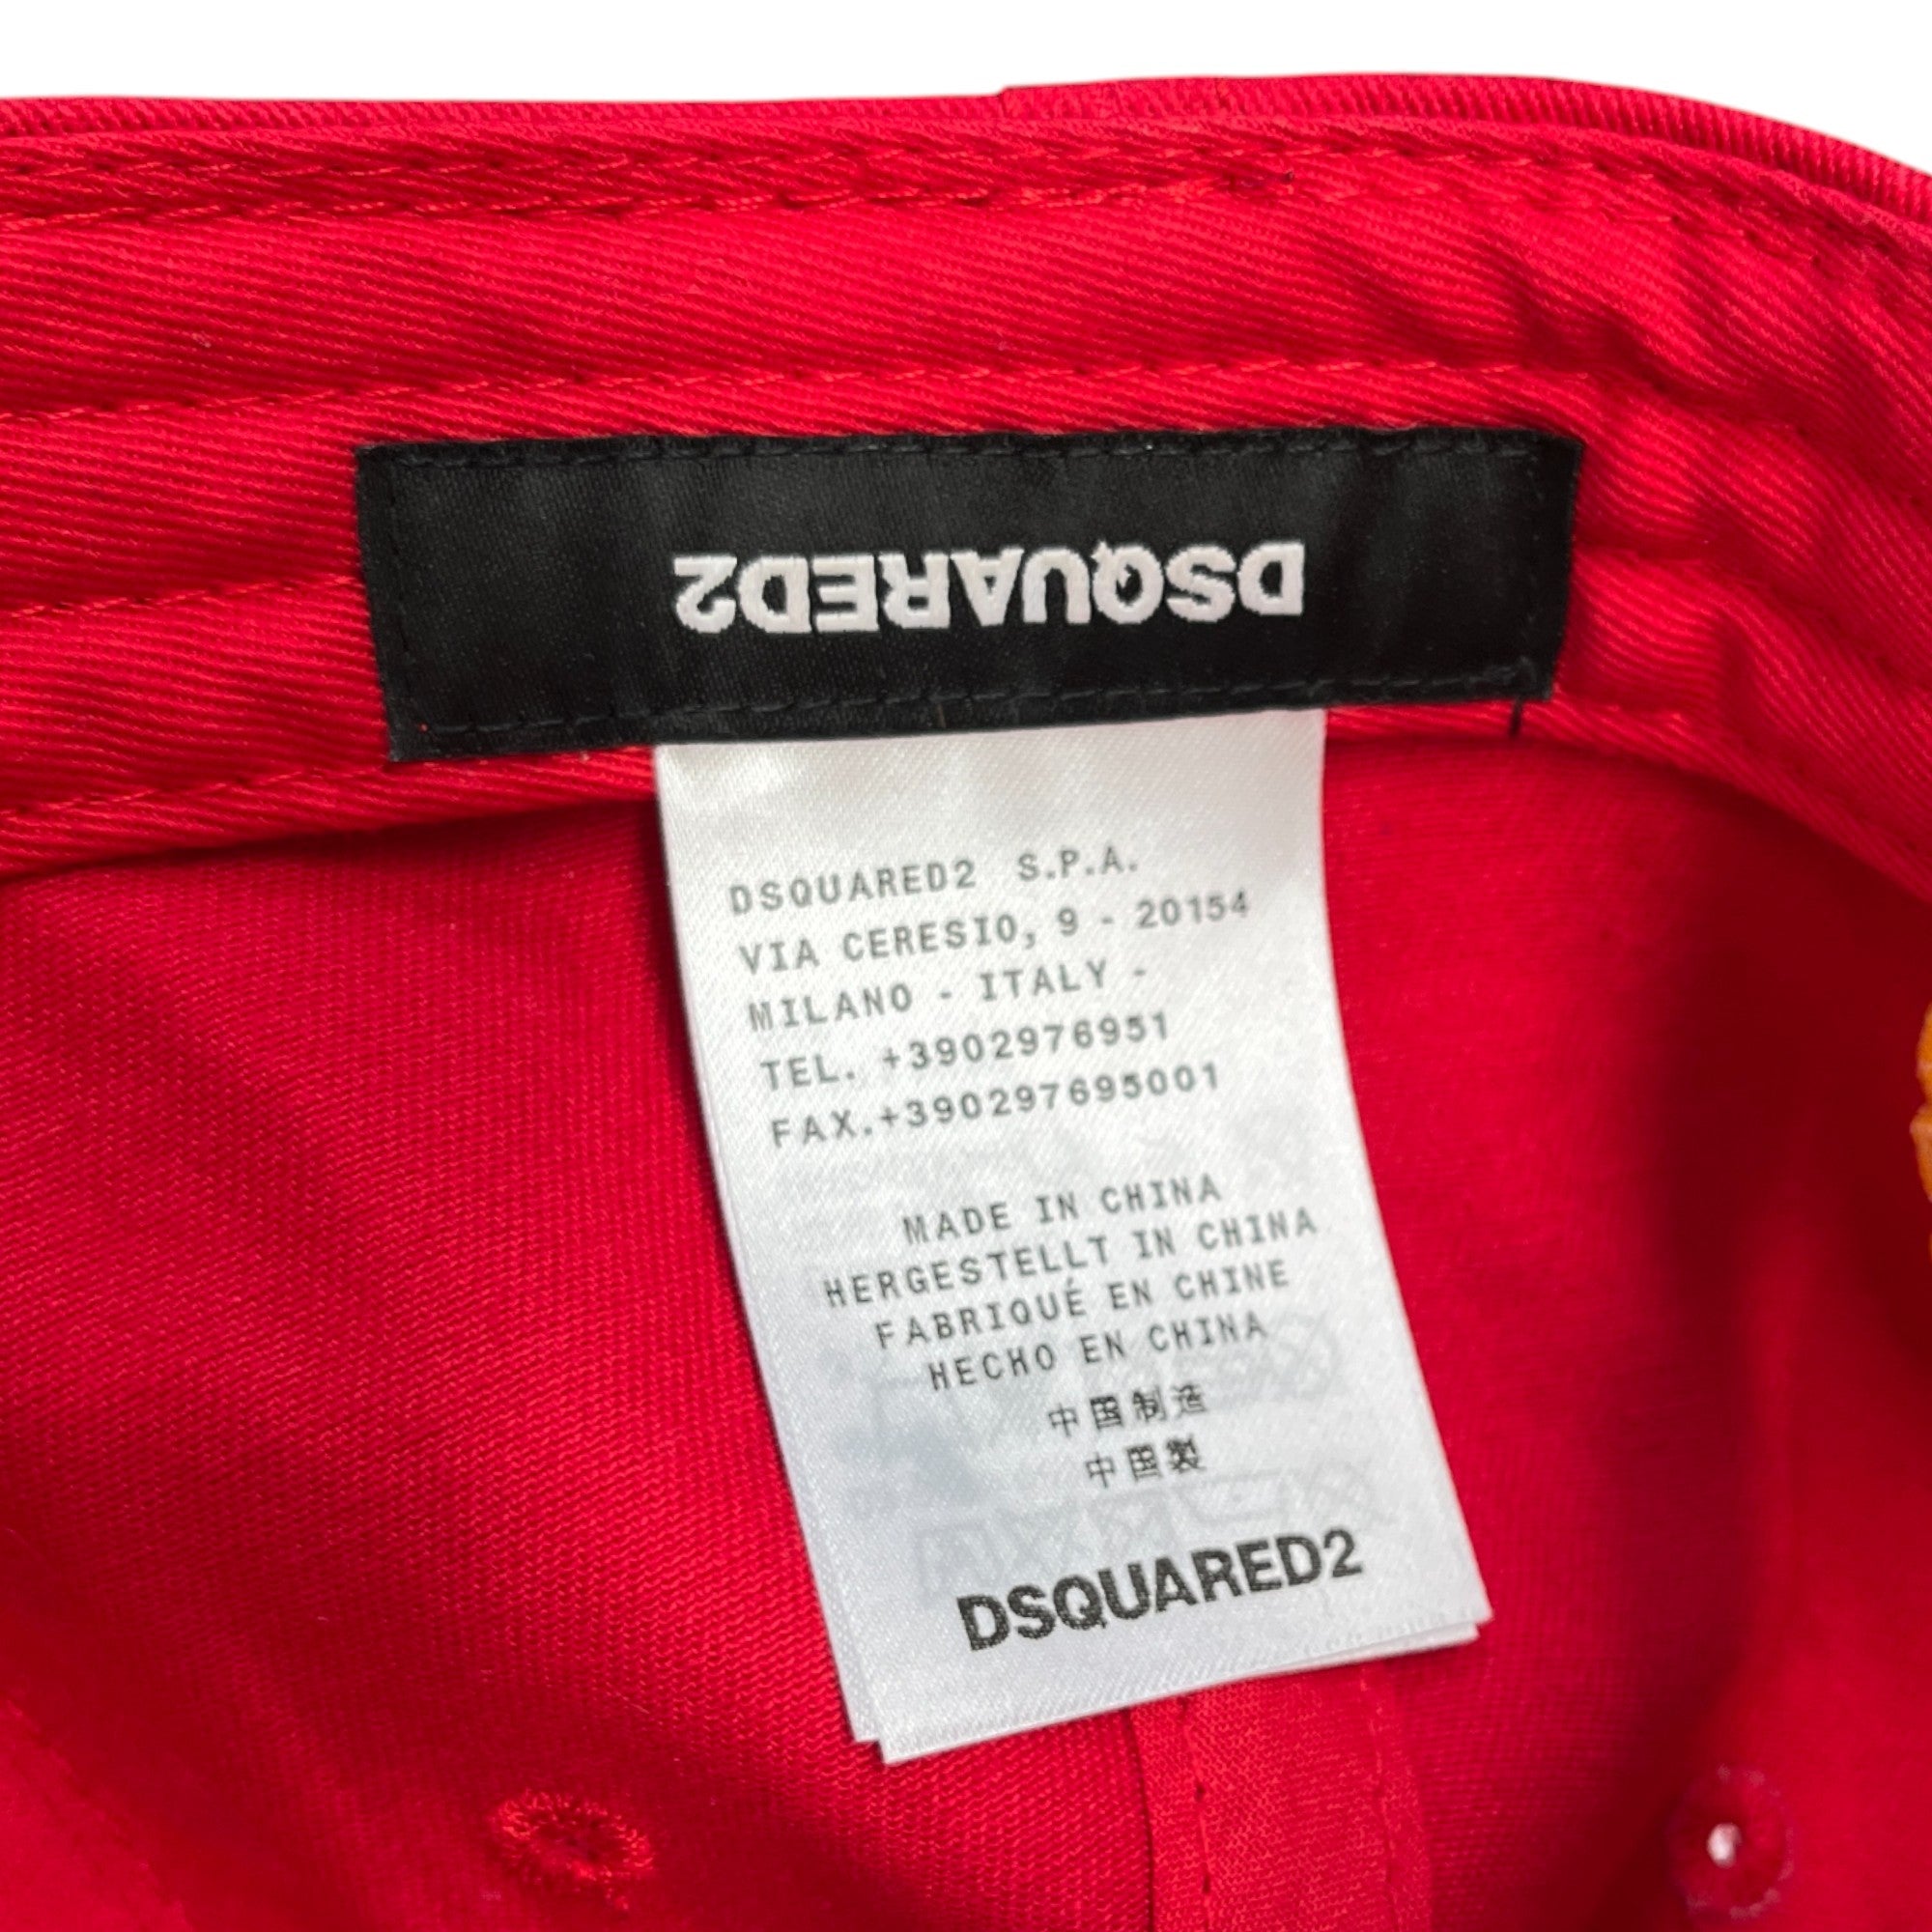 DSQUARED2
DSQUARED2 S.P.A.
VIA CERESIO, 9 - 20154
MILANO - ITALY -
TEL. +3902976951
FAX.+390297695001
MADE IN CHINA
HERGESTELLT IN CHINA
FABRIQUÉ EN CHINE
HECHO EN CHINA
中国制造
中国製
DSQUARED2